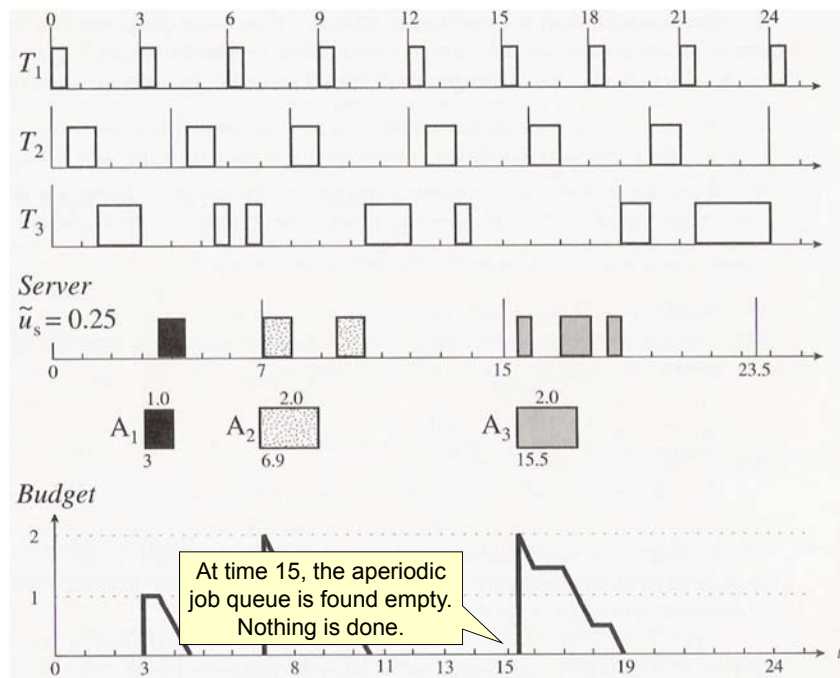 0 3 6 9 12 15 18 21 24
T1
T2
T3
Server
ũs = 0.25
0 7 15 23.5
1.0 2.0 2.0
A1 A2 A3
3 6.9 15.5
Budget
2
1
At time 15, the aperiodic
job queue is found empty.
Nothing is done.
0 3 8 11 13 15 19 24 t